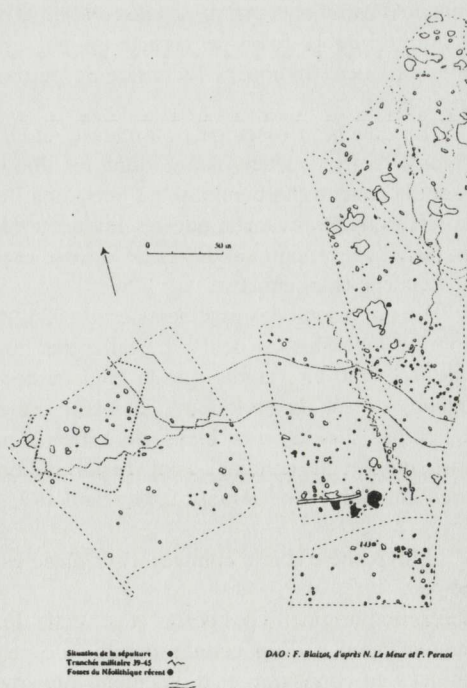 0 50 m
143
Situation de la sépulture
Tranchée militaire 39-45
Fosses du Néolithique récent
DAO : F. Blaizot, d'après N. Le Meur et P. Pernot